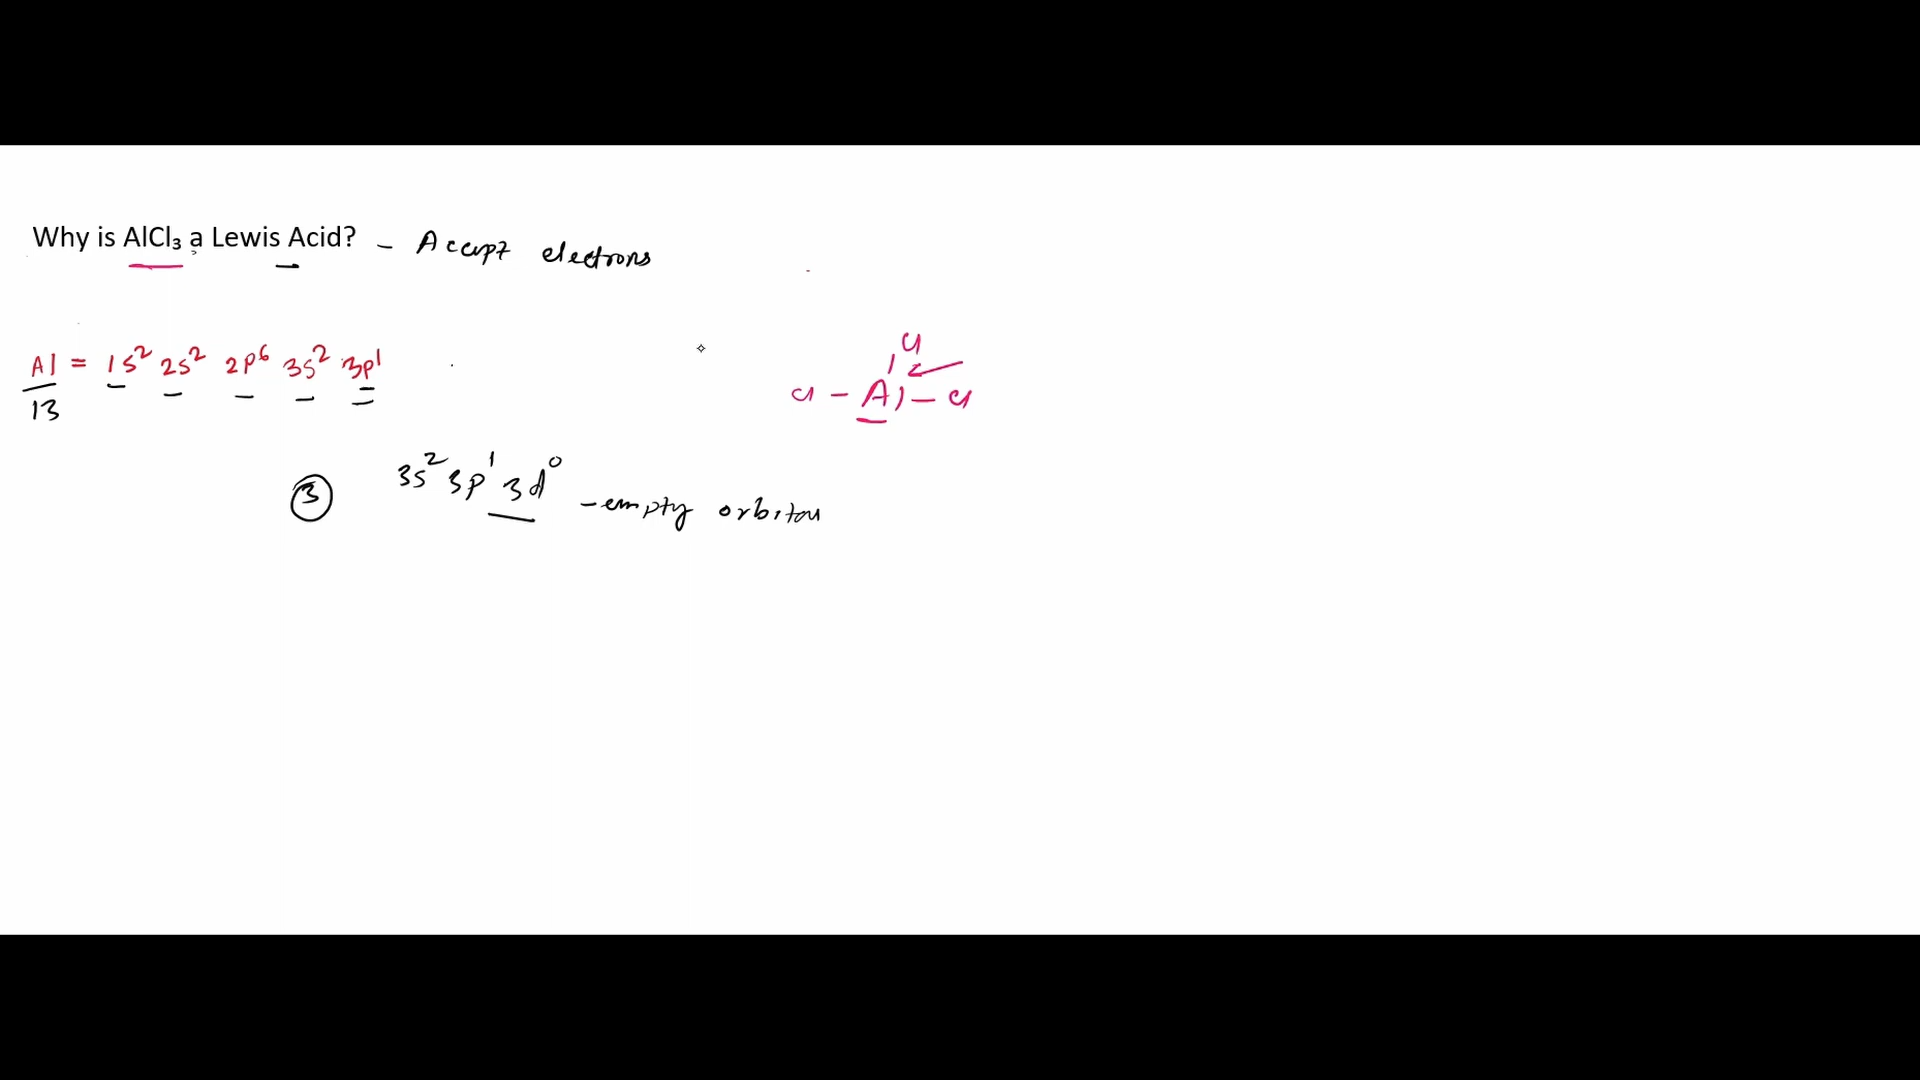 Why is AlCl₃ a Lewis Acid? - Accept electrons
Al = 1s² 2s² 2p⁶ 3s² 3p¹
13
Cl
Cl - Al - Cl
3 3s² 3p¹ 3d⁰ - empty orbital